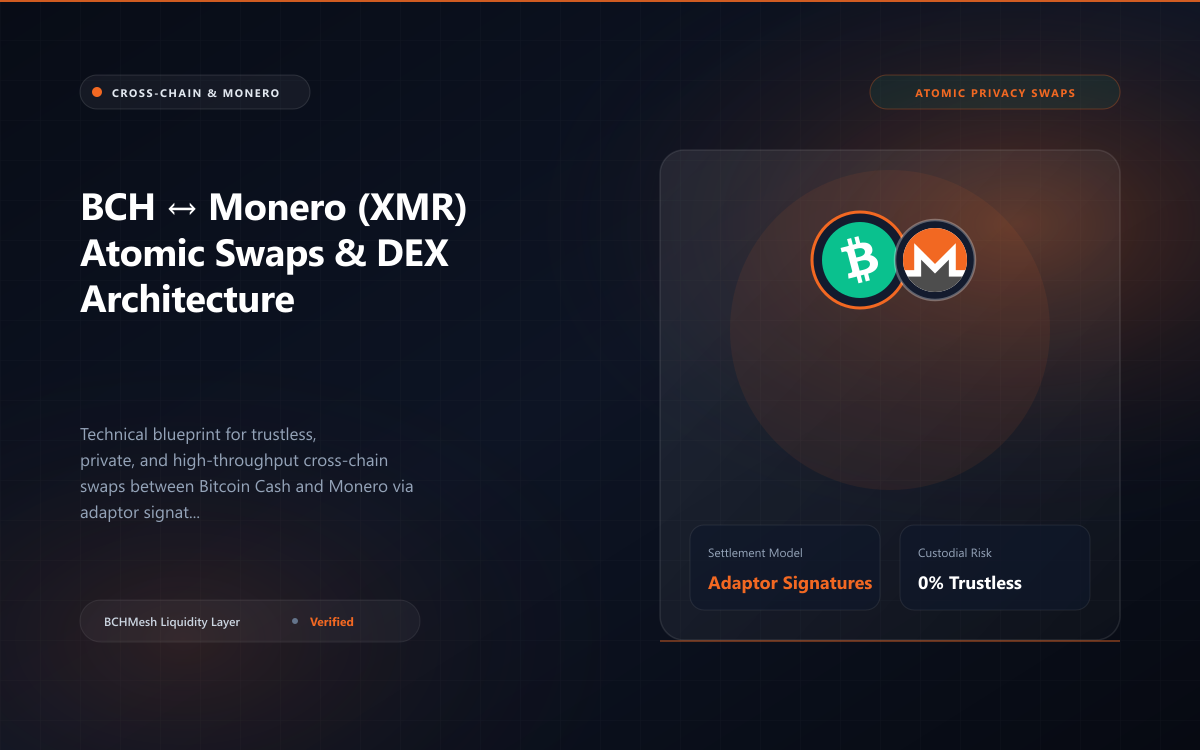 CROSS-CHAIN & MONERO
ATOMIC PRIVACY SWAPS
BCH ↔ Monero (XMR)
Atomic Swaps & DEX
Architecture
Technical blueprint for trustless,
private, and high-throughput cross-chain
swaps between Bitcoin Cash and Monero via
adaptor signat...
Settlement Model
Adaptor Signatures
Custodial Risk
0% Trustless
BCHMesh Liquidity Layer
Verified